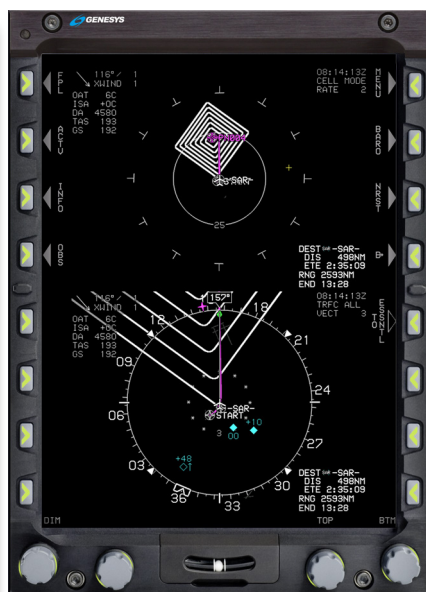 GENESYS
116°/ 1
XWIND 1
OAT 6C
ISA +0C
DA 4580
TAS 193
GS 192
08:14:13Z
CELL MODE
RATE 2
FPL
ACTV
INFO
OBS
MENU
BARO
NRST
-SAR-
25
DEST -SAR-
DIS 498NM
ETE 2:35:09
RNG 2593NM
END 13:28
116°/ 1
XWIND 1
OAT 6C
ISA +0C
DA 4580
TAS 193
GS 192
152°
08:14:13Z
TRFC ALL
VECT 3
TO
ESSNTL
12
18
21
09
24
06
27
03
30
36
33
-SAR-
START
3
+10
00
+48
DEST -SAR-
DIS 498NM
ETE 2:35:09
RNG 2593NM
END 13:28
DIM
TOP
BTM